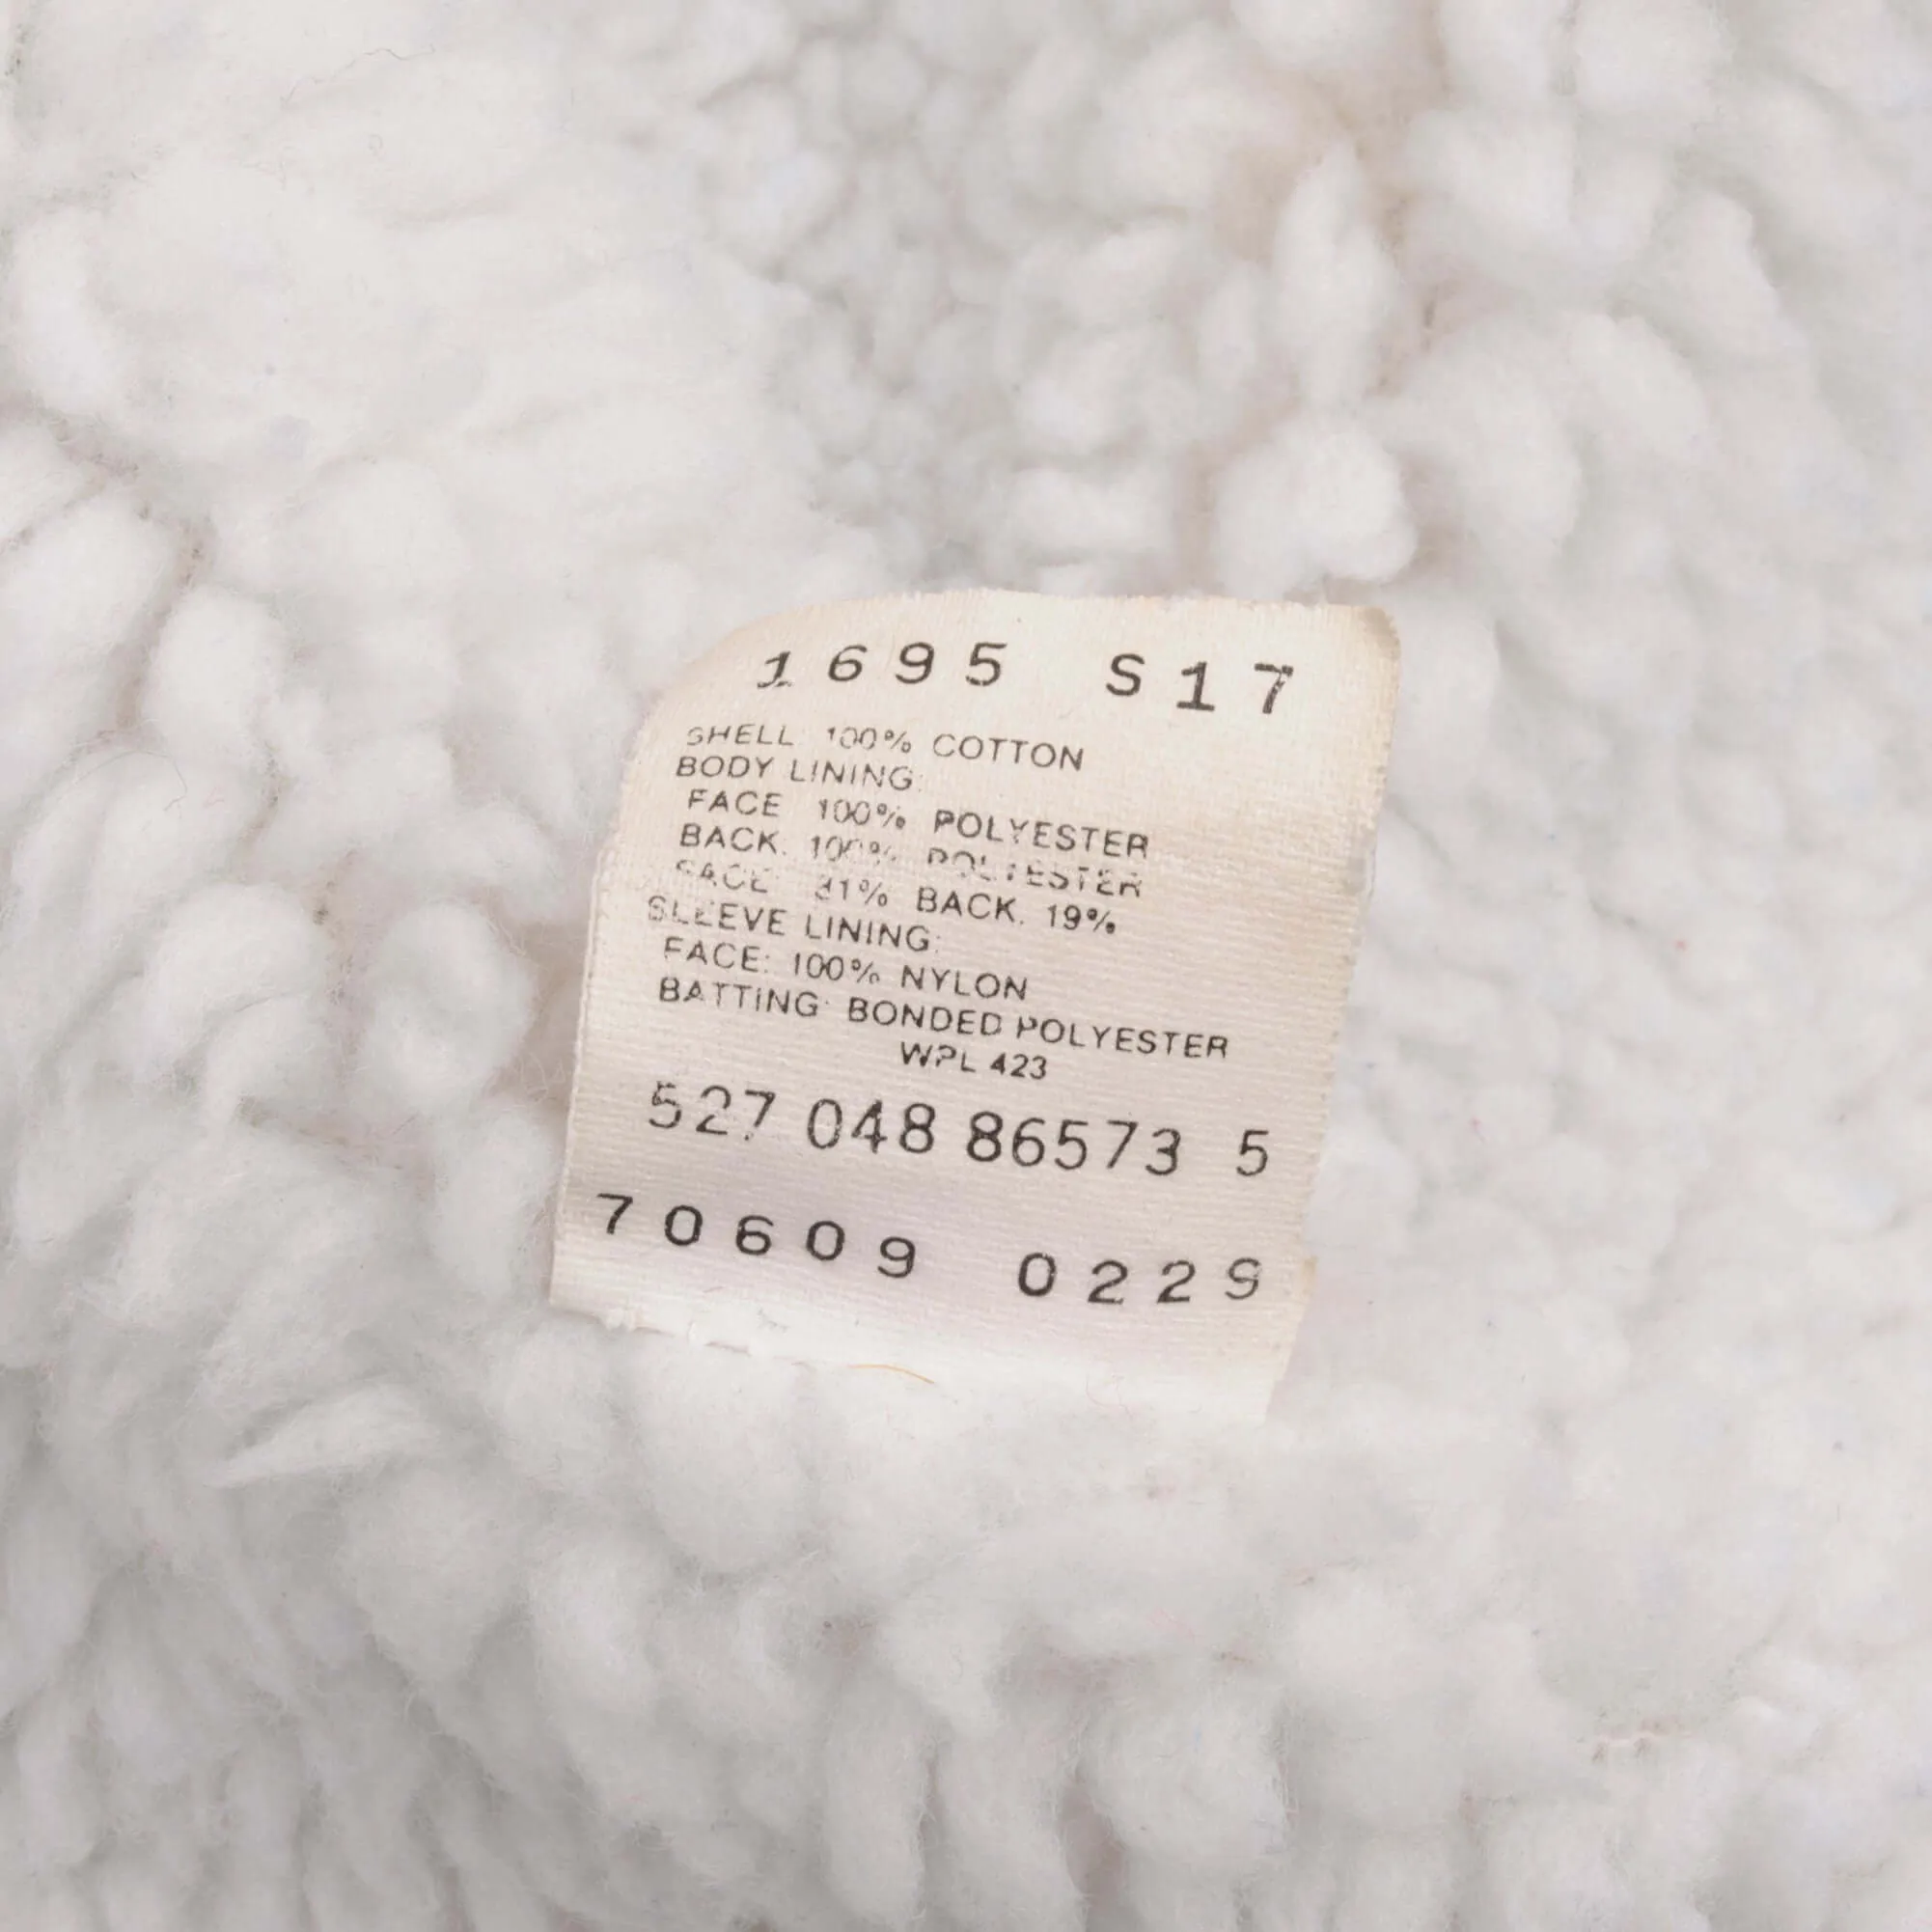 1695 S17
SHELL 100% COTTON
BODY LINING:
FACE 100% POLYESTER
BACK. 100% POLYESTER
FACE 81% BACK. 19%
SLEEVE LINING:
FACE: 100% NYLON
BATTING: BONDED POLYESTER
WPL 423
527 048 86573 5
70609 0229